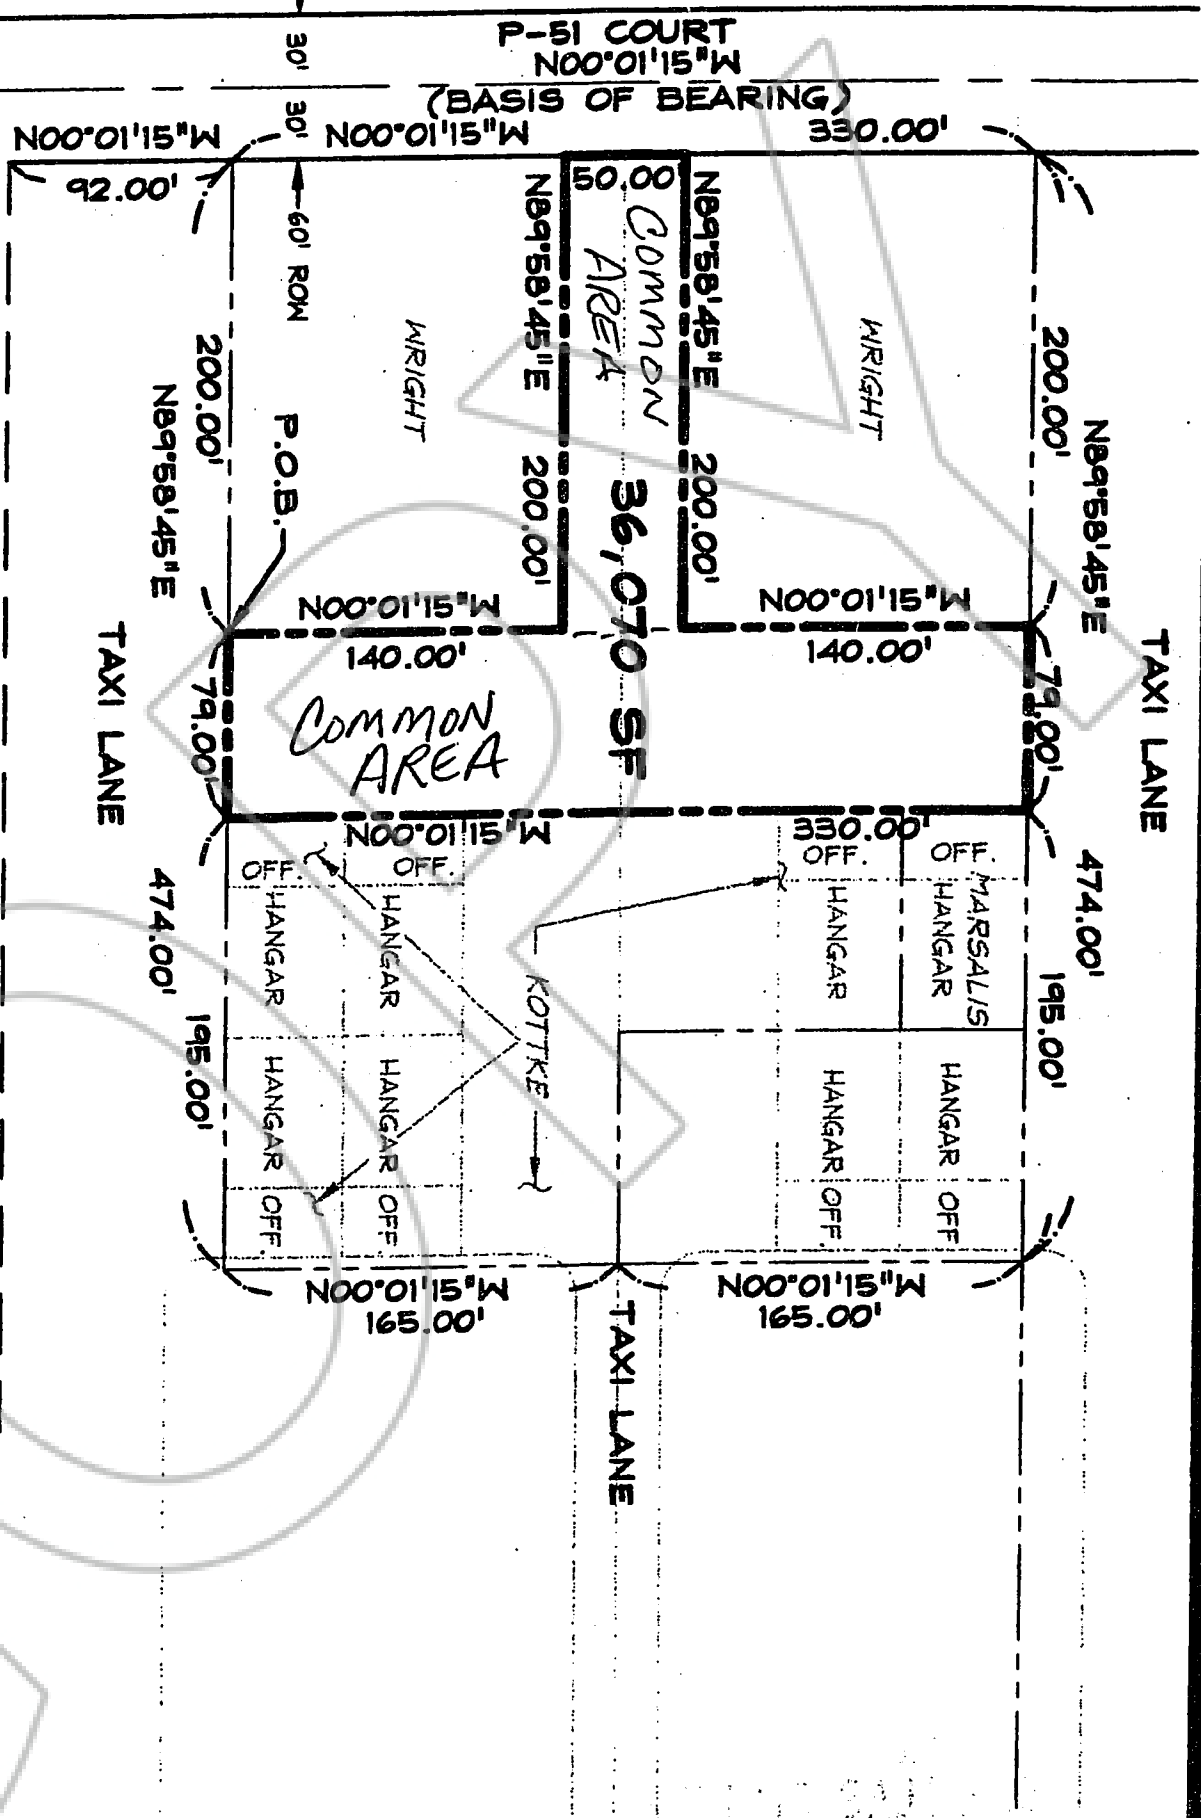 P-51 COURT
N00°01'15"W
(BASIS OF BEARING)
30'
30'
N00°01'15"W
N00°01'15"W
330.00'
92.00'
60' ROW
50.00'
N89°58'45"E
N89°58'45"E
COMMON
AREA
WRIGHT
WRIGHT
200.00'
N89°58'45"E
200.00'
N89°58'45"E
200.00'
200.00'
36,070 SF
P.O.B.
N00°01'15"W
140.00'
N00°01'15"W
140.00'
TAXI LANE
79.00'
COMMON
AREA
79.00'
TAXI LANE
N00°01'15"W
330.00'
OFF.
OFF.
OFF.
OFF.
474.00'
HANGAR
HANGAR
HANGAR
MARSALIS
HANGAR
474.00'
195.00'
KOTTKE
195.00'
HANGAR
HANGAR
HANGAR
HANGAR
OFF.
OFF.
OFF.
OFF
N00°01'15"W
165.00'
N00°01'15"W
165.00'
TAXI LANE
COPY